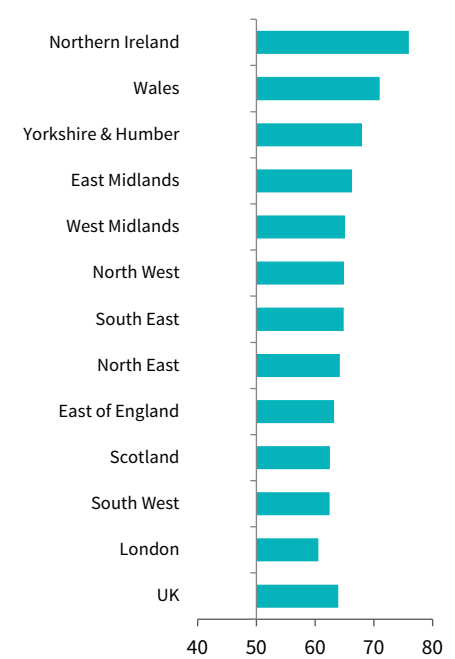 Northern Ireland
Wales
Yorkshire & Humber
East Midlands
West Midlands
North West
South East
North East
East of England
Scotland
South West
London
UK
40 50 60 70 80